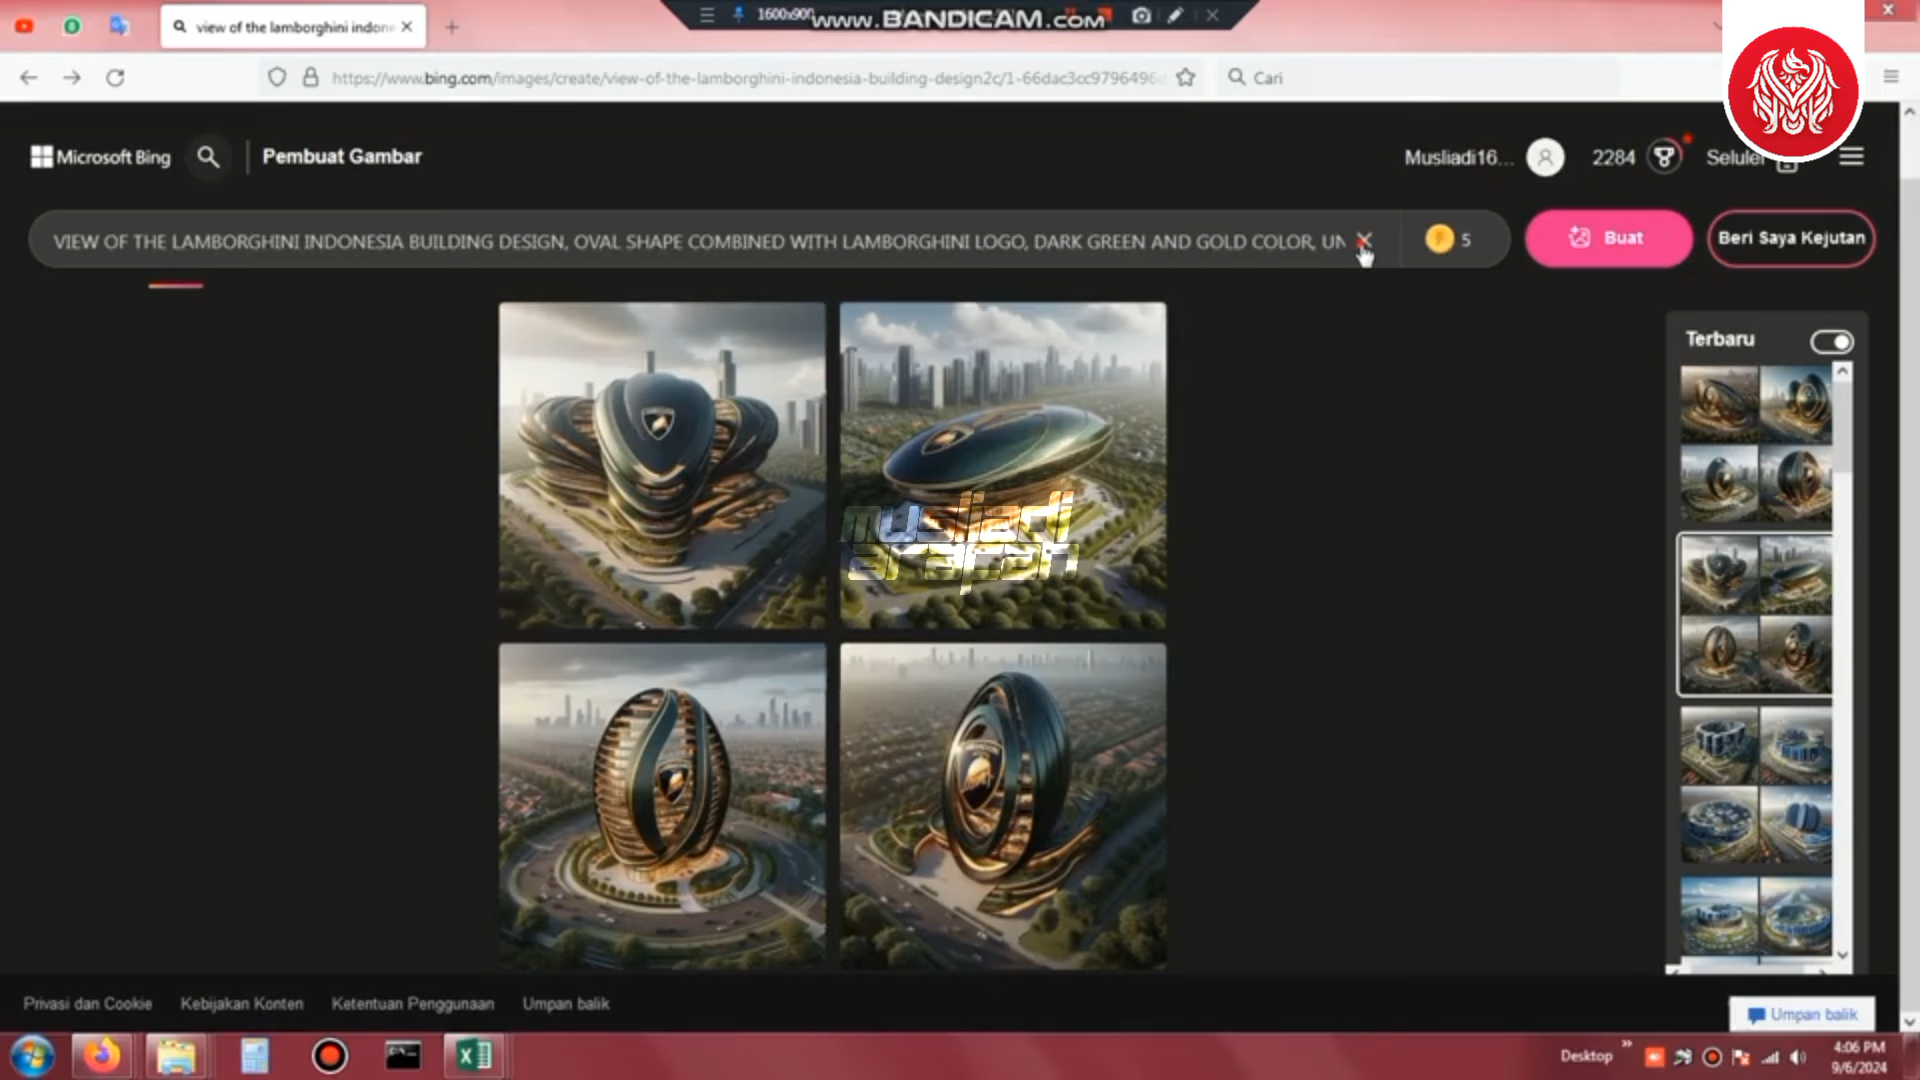 view of the lamborghini indone
1600x900
www.BANDICAM.com
https://www.bing.com/images/create/view-of-the-lamborghini-indonesia-building-design2c/1-66dac3cc9796496
Cari
Microsoft Bing
Pembuat Gambar
Musliadi16...
2284
Seluler
VIEW OF THE LAMBORGHINI INDONESIA BUILDING DESIGN, OVAL SHAPE COMBINED WITH LAMBORGHINI LOGO, DARK GREEN AND GOLD COLOR, UN
5
Buat
Beri Saya Kejutan
Terbaru
musliadi
arapah
Privasi dan Cookie
Kebijakan Konten
Ketentuan Penggunaan
Umpan balik
Umpan balik
Desktop
4:06 PM
9/6/2024